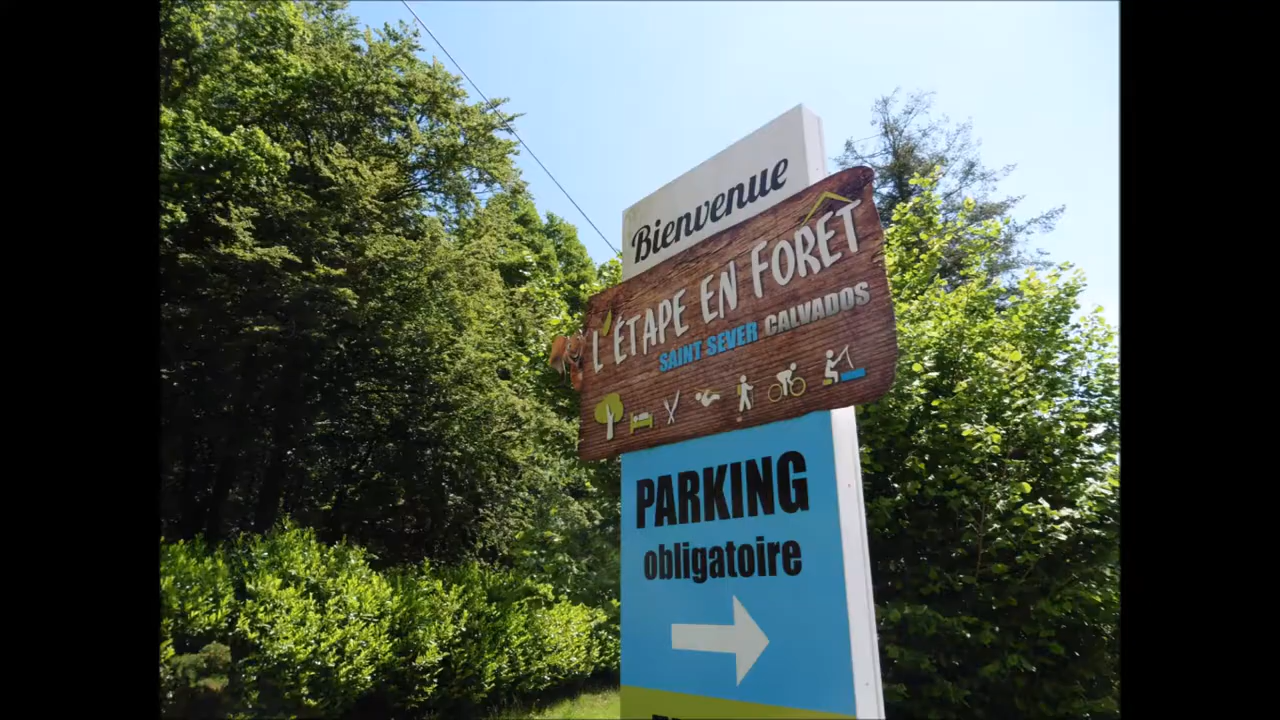 Bienvenue
L'ÉTAPE EN FORÊT
SAINT SEVER CALVADOS
PARKING
obligatoire